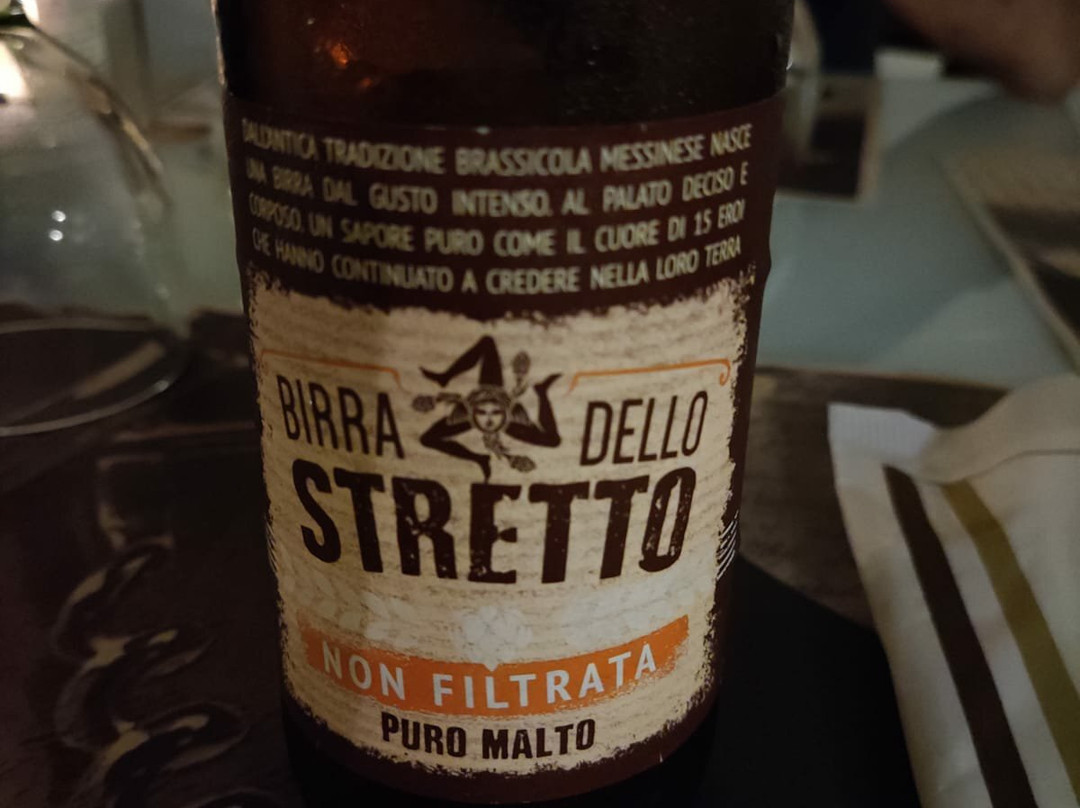 DALL'ANTICA TRADIZIONE BRASSICOLA MESSINESE NASCE
UNA BIRRA DAL GUSTO INTENSO. AL PALATO DECISO E
CORPOSO. UN SAPORE PURO COME IL CUORE DI 15 EROI
CHE HANNO CONTINUATO A CREDERE NELLA LORO TERRA
BIRRA DELLO
STRETTO
NON FILTRATA
PURO MALTO